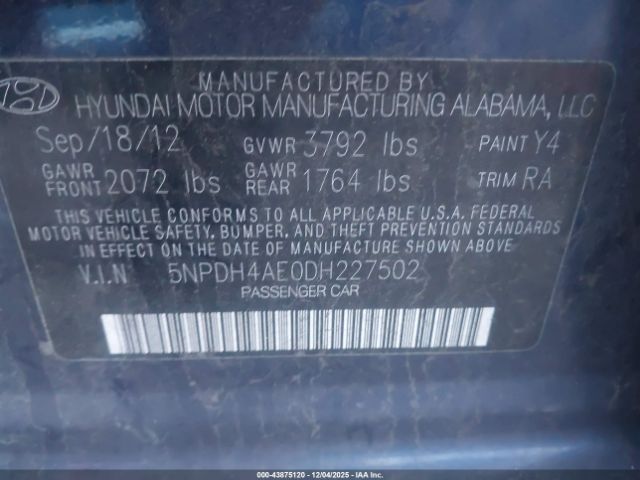 MANUFACTURED BY
HYUNDAI MOTOR MANUFACTURING ALABAMA, LLC
Sep/18/12 GVWR 3792 lbs PAINT Y4
GAWR FRONT 2072 lbs GAWR REAR 1764 lbs TRIM RA
THIS VEHICLE CONFORMS TO ALL APPLICABLE U.S.A. FEDERAL
MOTOR VEHICLE SAFETY, BUMPER, AND THEFT PREVENTION STANDARDS
IN EFFECT ON THE DATE OF MANUFACTURE SHOWN ABOVE
V.I.N 5NPDH4AE0DH227502
PASSENGER CAR
000-43875120 - 12/04/2025 - IAA Inc.